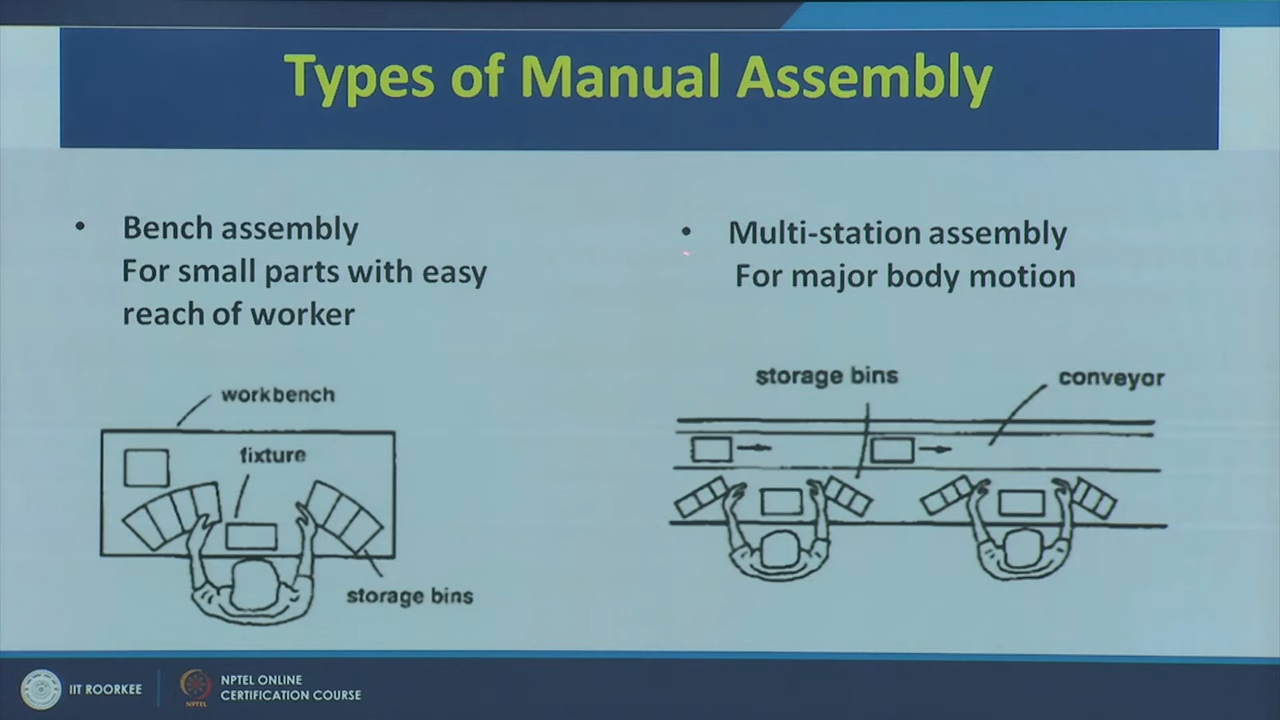 Types of Manual Assembly
• Bench assembly
For small parts with easy
reach of worker
• Multi-station assembly
For major body motion
workbench
fixture
storage bins
storage bins
conveyor
IIT ROORKEE
NPTEL
NPTEL ONLINE
CERTIFICATION COURSE